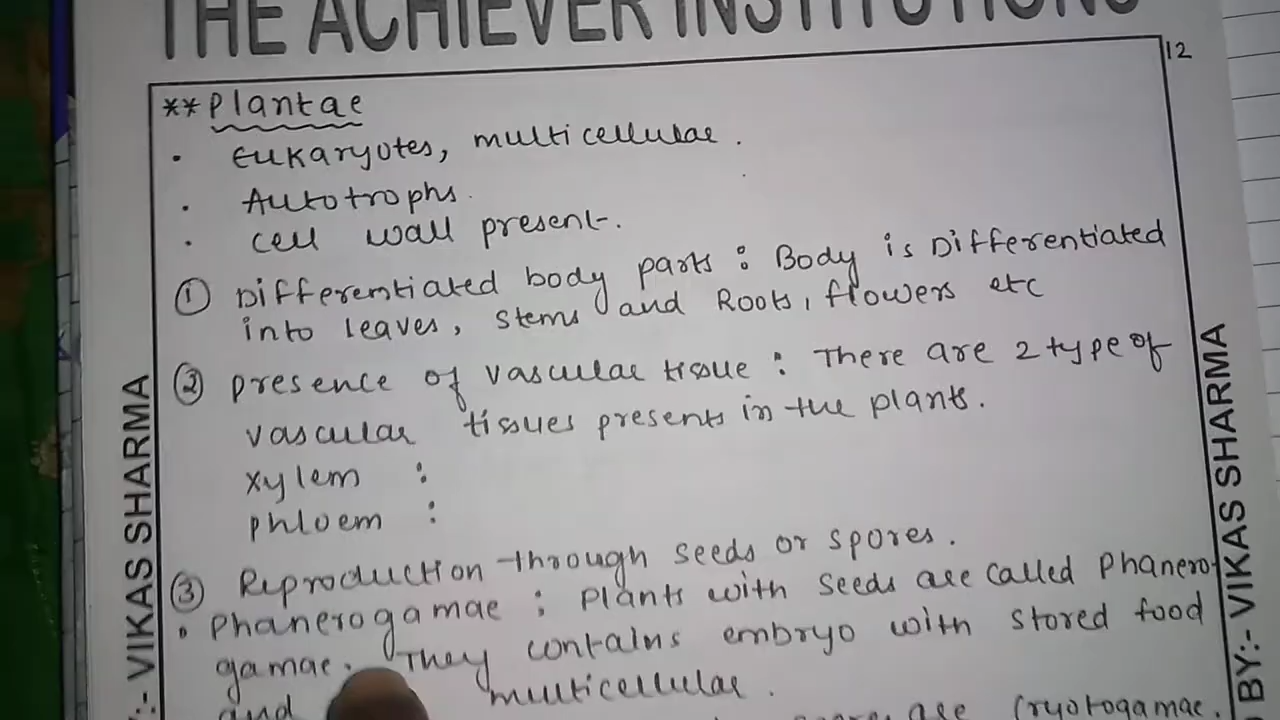 THE ACHIEVER INSTITUTIONS
12
**Plantae
• Eukaryotes, multicellular.
• Autotrophs.
• Cell wall present.
① Differentiated body parts : Body is Differentiated
into leaves, stems and Roots, flowers etc
② presence of vascular tissue : There are 2 type of
vascular tissues presents in the plants.
xylem :
phloem :
③ Reproduction through seeds or spores.
• Phanerogamae : plants with seeds are called Phanero-
gamae. They contains embryo with stored food
and multicellular.
are Cryotogamae.
:- VIKAS SHARMA
BY:- VIKAS SHARMA